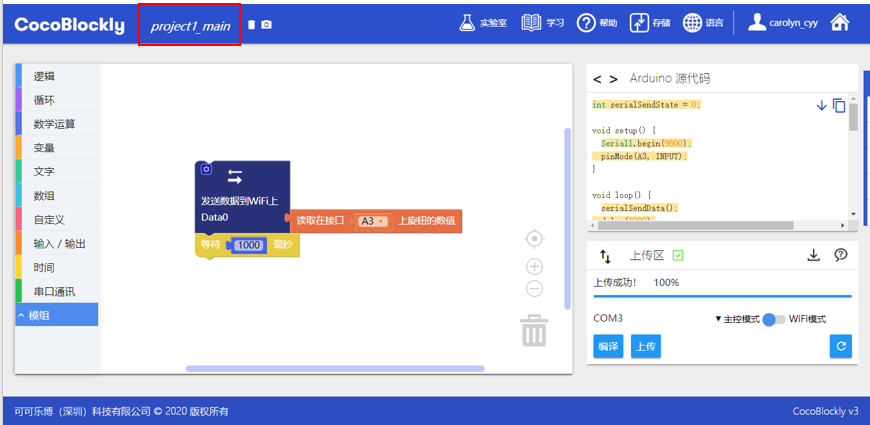 CocoBlockly
project1_main
实验室
学习
帮助
存储
语言
carolyn_cyy
逻辑
循环
数学运算
变量
文字
数组
自定义
输入 / 输出
时间
串口通讯
模组
发送数据到WiFi上
Data0
读取在接口 A3 上旋钮的数值
等待 1000 毫秒
< > Arduino 源代码
int serialSendState = 0;
void setup() {
Serial1.begin(9600);
pinMode(A3, INPUT);
}
void loop() {
serialSendData();
上传区
上传成功! 100%
COM3
主控模式
WiFi模式
编译
上传
可可乐博（深圳）科技有限公司 © 2020 版权所有
CocoBlockly v3